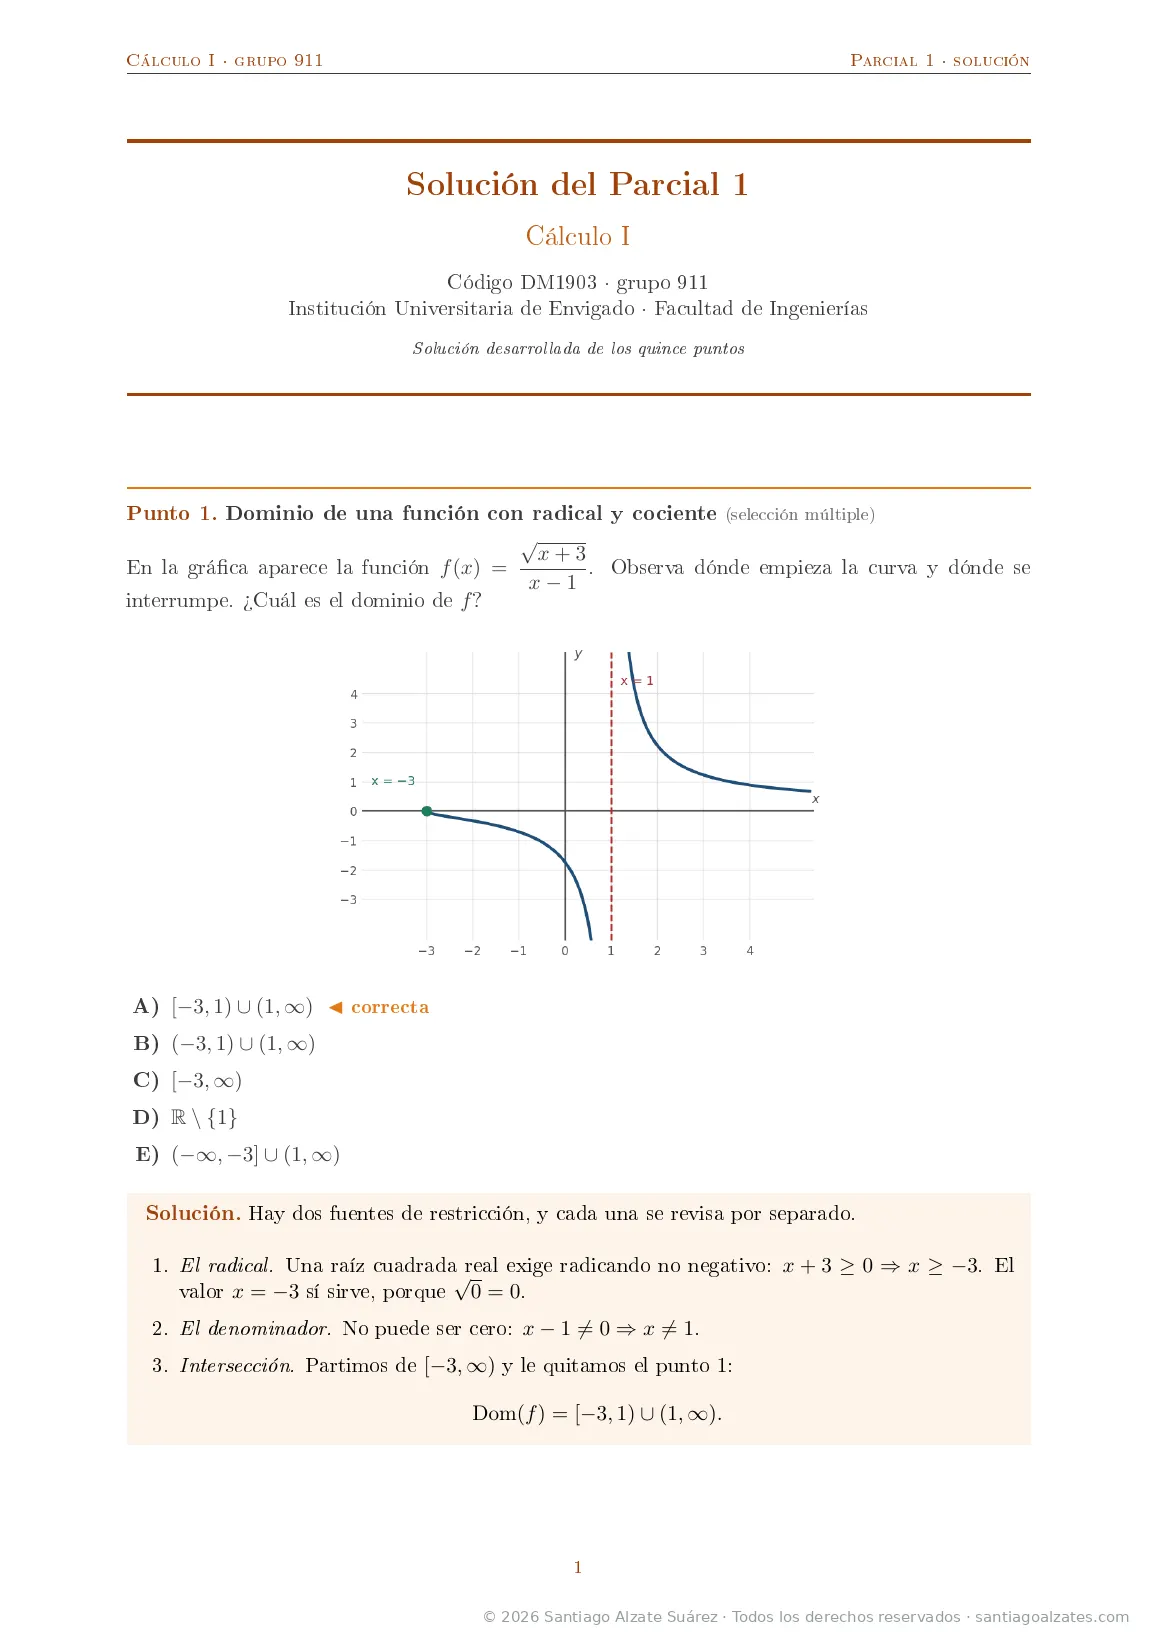 Cálculo I · grupo 911
Parcial 1 · solución
Solución del Parcial 1
Cálculo I
Código DM1903 · grupo 911
Institución Universitaria de Envigado · Facultad de Ingenierías
Solución desarrollada de los quince puntos
Punto 1. Dominio de una función con radical y cociente (selección múltiple)
En la gráfica aparece la función f(x) = √(x + 3) / (x − 1). Observa dónde empieza la curva y dónde se
interrumpe. ¿Cuál es el dominio de f?
y
x = 1
4
3
2
1
x = −3
x
0
−1
−2
−3
−3 −2 −1 0 1 2 3 4
A) [−3, 1) ∪ (1, ∞) ◀ correcta
B) (−3, 1) ∪ (1, ∞)
C) [−3, ∞)
D) ℝ \ {1}
E) (−∞, −3] ∪ (1, ∞)
Solución. Hay dos fuentes de restricción, y cada una se revisa por separado.
1. El radical. Una raíz cuadrada real exige radicando no negativo: x + 3 ≥ 0 ⇒ x ≥ −3. El
valor x = −3 sí sirve, porque √0 = 0.
2. El denominador. No puede ser cero: x − 1 ≠ 0 ⇒ x ≠ 1.
3. Intersección. Partimos de [−3, ∞) y le quitamos el punto 1:
Dom(f) = [−3, 1) ∪ (1, ∞).
1
© 2026 Santiago Alzate Suárez · Todos los derechos reservados · santiagoalzates.com